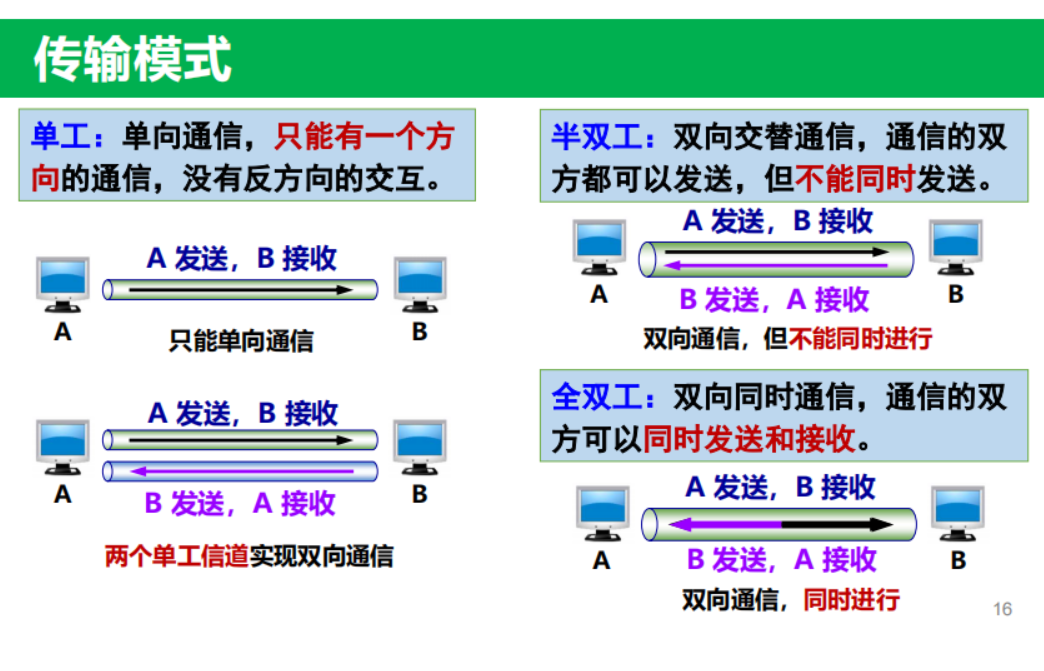 传输模式
单工：单向通信，只能有一个方
向的通信，没有反方向的交互。
A 发送，B 接收
A
B
只能单向通信
A 发送，B 接收
A
B
B 发送，A 接收
两个单工信道实现双向通信
半双工：双向交替通信，通信的双
方都可以发送，但不能同时发送。
A 发送，B 接收
A
B
B 发送，A 接收
双向通信，但不能同时进行
全双工：双向同时通信，通信的双
方可以同时发送和接收。
A 发送，B 接收
A
B
B 发送，A 接收
双向通信，同时进行
16